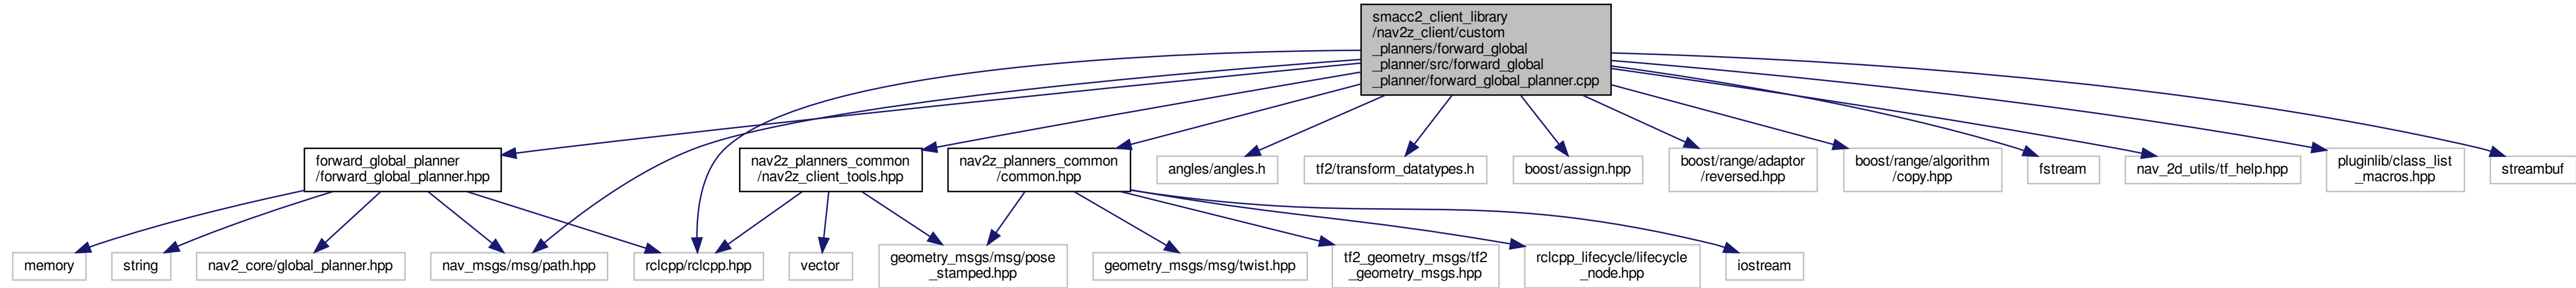 smacc2_client_library
/nav2z_client/custom
_planners/forward_global
_planner/src/forward_global
_planner/forward_global_planner.cpp
forward_global_planner
/forward_global_planner.hpp
nav2z_planners_common
/nav2z_client_tools.hpp
nav2z_planners_common
/common.hpp
angles/angles.h
tf2/transform_datatypes.h
boost/assign.hpp
boost/range/adaptor
/reversed.hpp
boost/range/algorithm
/copy.hpp
fstream
nav_2d_utils/tf_help.hpp
pluginlib/class_list
_macros.hpp
streambuf
memory
string
nav2_core/global_planner.hpp
nav_msgs/msg/path.hpp
rclcpp/rclcpp.hpp
vector
geometry_msgs/msg/pose
_stamped.hpp
geometry_msgs/msg/twist.hpp
tf2_geometry_msgs/tf2
_geometry_msgs.hpp
rclcpp_lifecycle/lifecycle
_node.hpp
iostream